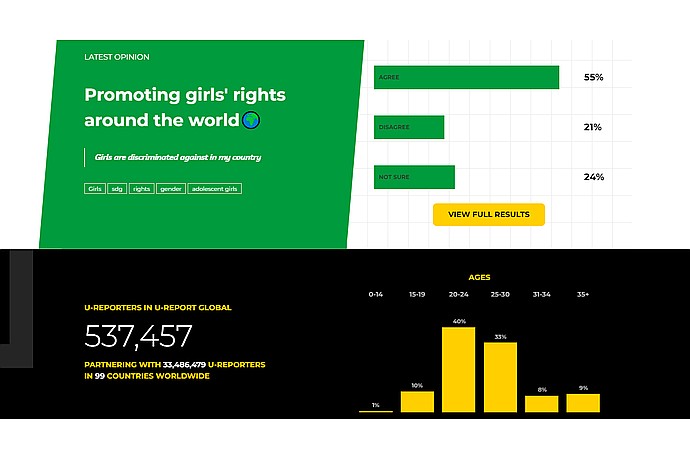 LATEST OPINION
Promoting girls' rights
around the world
Girls are discriminated against in my country
Girls sdg rights gender adolescent girls
AGREE 55%
DISAGREE 21%
NOT SURE 24%
VIEW FULL RESULTS
U-REPORTERS IN U-REPORT GLOBAL
537,457
PARTNERING WITH 33,486,479 U-REPORTERS
IN 99 COUNTRIES WORLDWIDE
AGES
0-14 15-19 20-24 25-30 31-34 35+
1% 10% 40% 33% 8% 9%